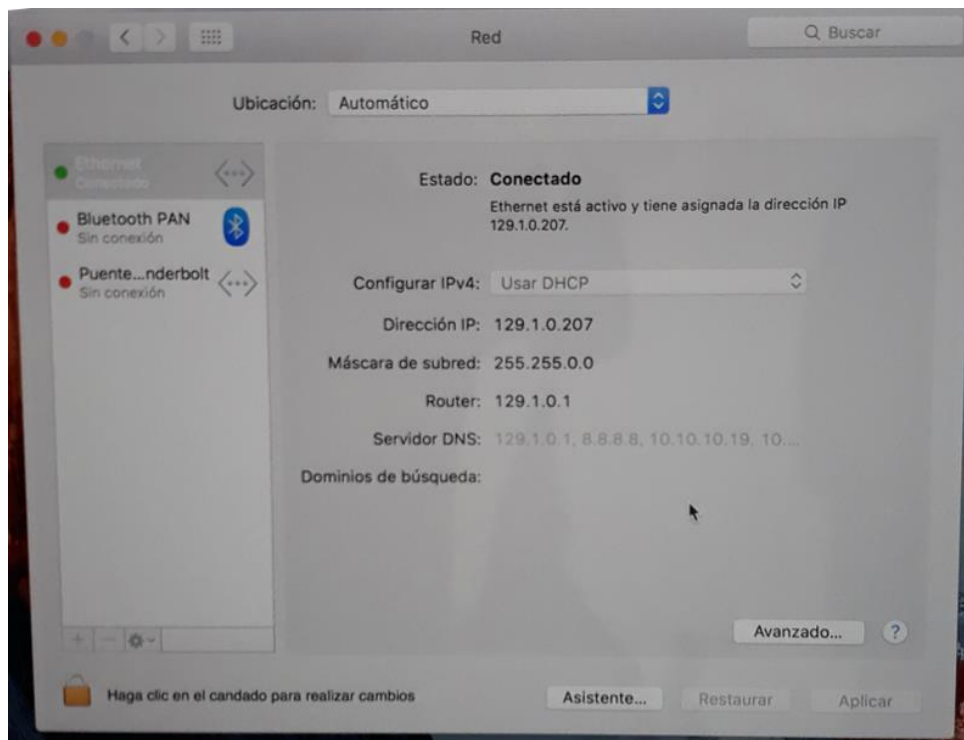 Red
Buscar
Ubicación: Automático
Ethernet
Conectado
Bluetooth PAN
Sin conexión
Puente...nderbolt
Sin conexión
Estado: Conectado
Ethernet está activo y tiene asignada la dirección IP
129.1.0.207.
Configurar IPv4: Usar DHCP
Dirección IP: 129.1.0.207
Máscara de subred: 255.255.0.0
Router: 129.1.0.1
Servidor DNS: 129.1.0.1, 8.8.8.8, 10.10.10.19, 10....
Dominios de búsqueda:
Avanzado... ?
Haga clic en el candado para realizar cambios
Asistente... Restaurar Aplicar